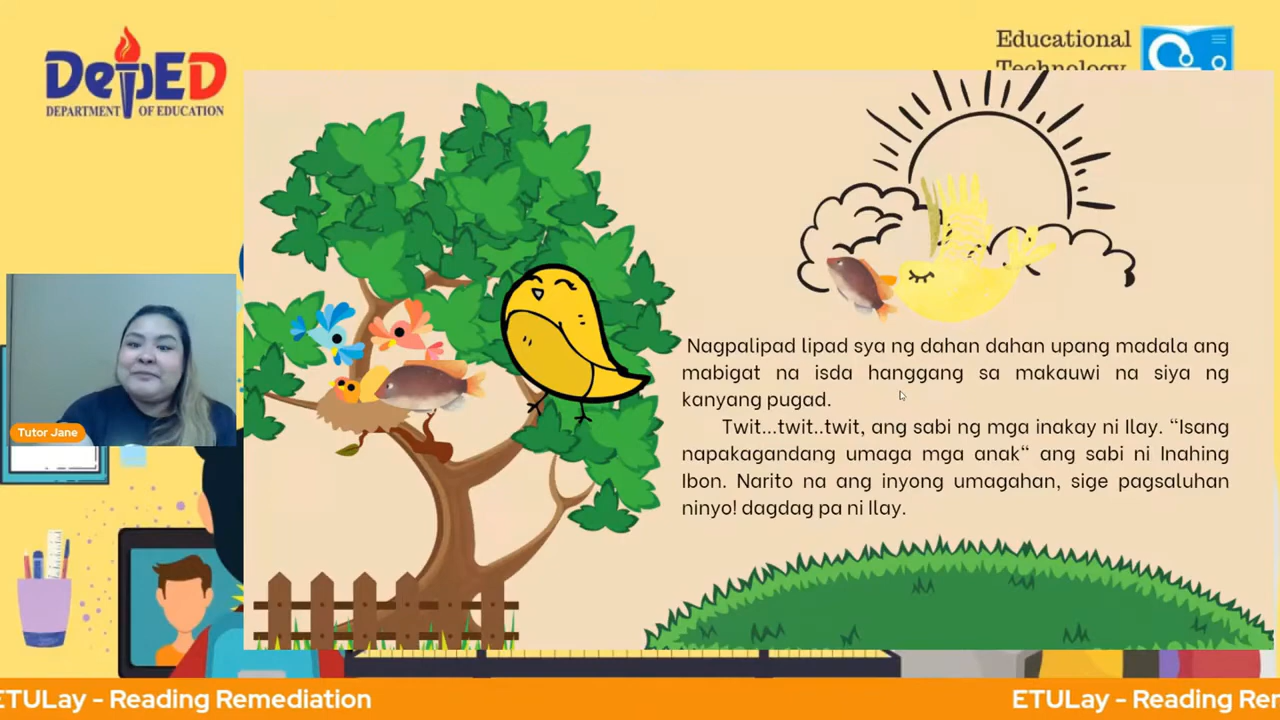 DepED
DEPARTMENT OF EDUCATION
Educational
Technology
Nagpalipad lipad sya ng dahan dahan upang madala ang
mabigat na isda hanggang sa makauwi na siya ng
kanyang pugad.
Twit...twit..twit, ang sabi ng mga inakay ni Ilay. “Isang
napakagandang umaga mga anak“ ang sabi ni Inahing
Ibon. Narito na ang inyong umagahan, sige pagsaluhan
ninyo! dagdag pa ni Ilay.
Tutor Jane
ETULay - Reading Remediation
ETULay - Reading Rer